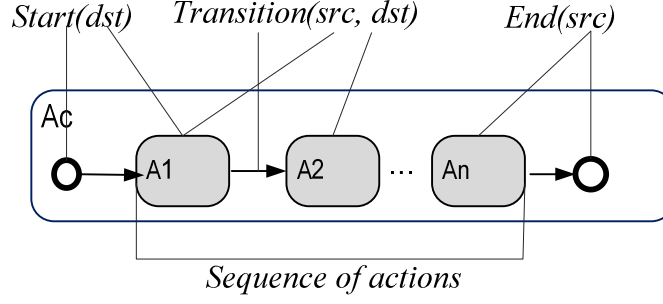 Start(dst) Transition(src, dst) End(src)
Ac
A1 A2 ... An
Sequence of actions